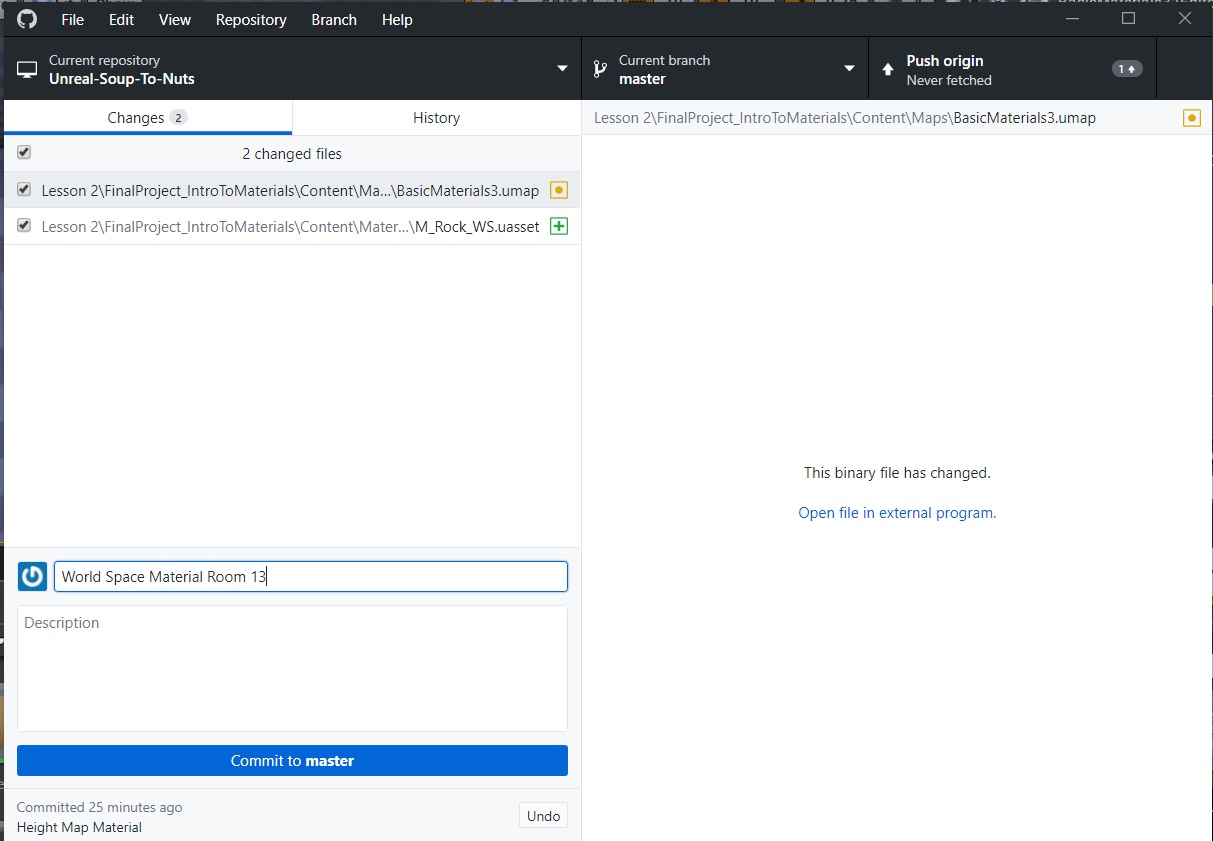 File Edit View Repository Branch Help
Current repository
Unreal-Soup-To-Nuts
Current branch
master
Push origin
Never fetched
1
Changes 2
History
Lesson 2\FinalProject_IntroToMaterials\Content\Maps\BasicMaterials3.umap
2 changed files
Lesson 2\FinalProject_IntroToMaterials\Content\Ma...\BasicMaterials3.umap
Lesson 2\FinalProject_IntroToMaterials\Content\Mater...\M_Rock_WS.uasset
This binary file has changed.
Open file in external program.
World Space Material Room 13
Description
Commit to master
Committed 25 minutes ago
Height Map Material
Undo